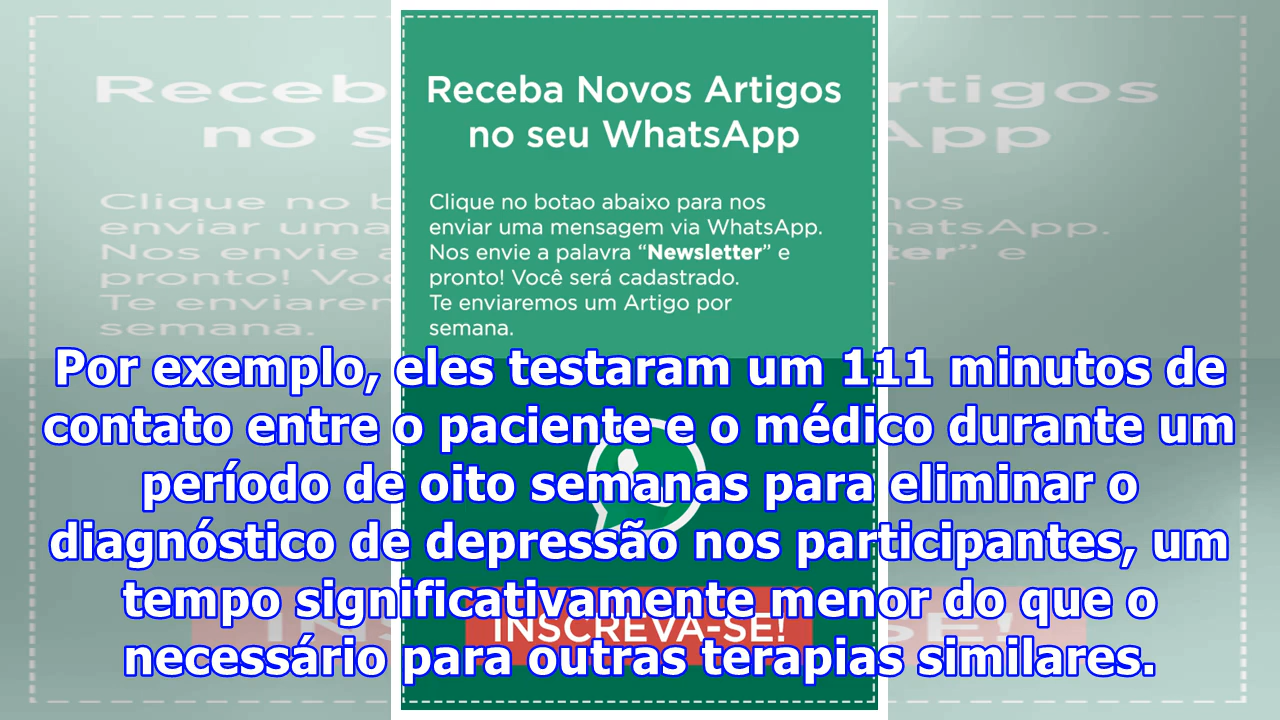 Receba Novos Artigos
no seu WhatsApp
Clique no botao abaixo para nos
enviar uma mensagem via WhatsApp.
Nos envie a palavra “Newsletter” e
pronto! Você será cadastrado.
Te enviaremos um Artigo por
semana.
Por exemplo, eles testaram um 111 minutos de
contato entre o paciente e o médico durante um
período de oito semanas para eliminar o
diagnóstico de depressão nos participantes, um
tempo significativamente menor do que o
INSCREVA-SE!
necessário para outras terapias similares.